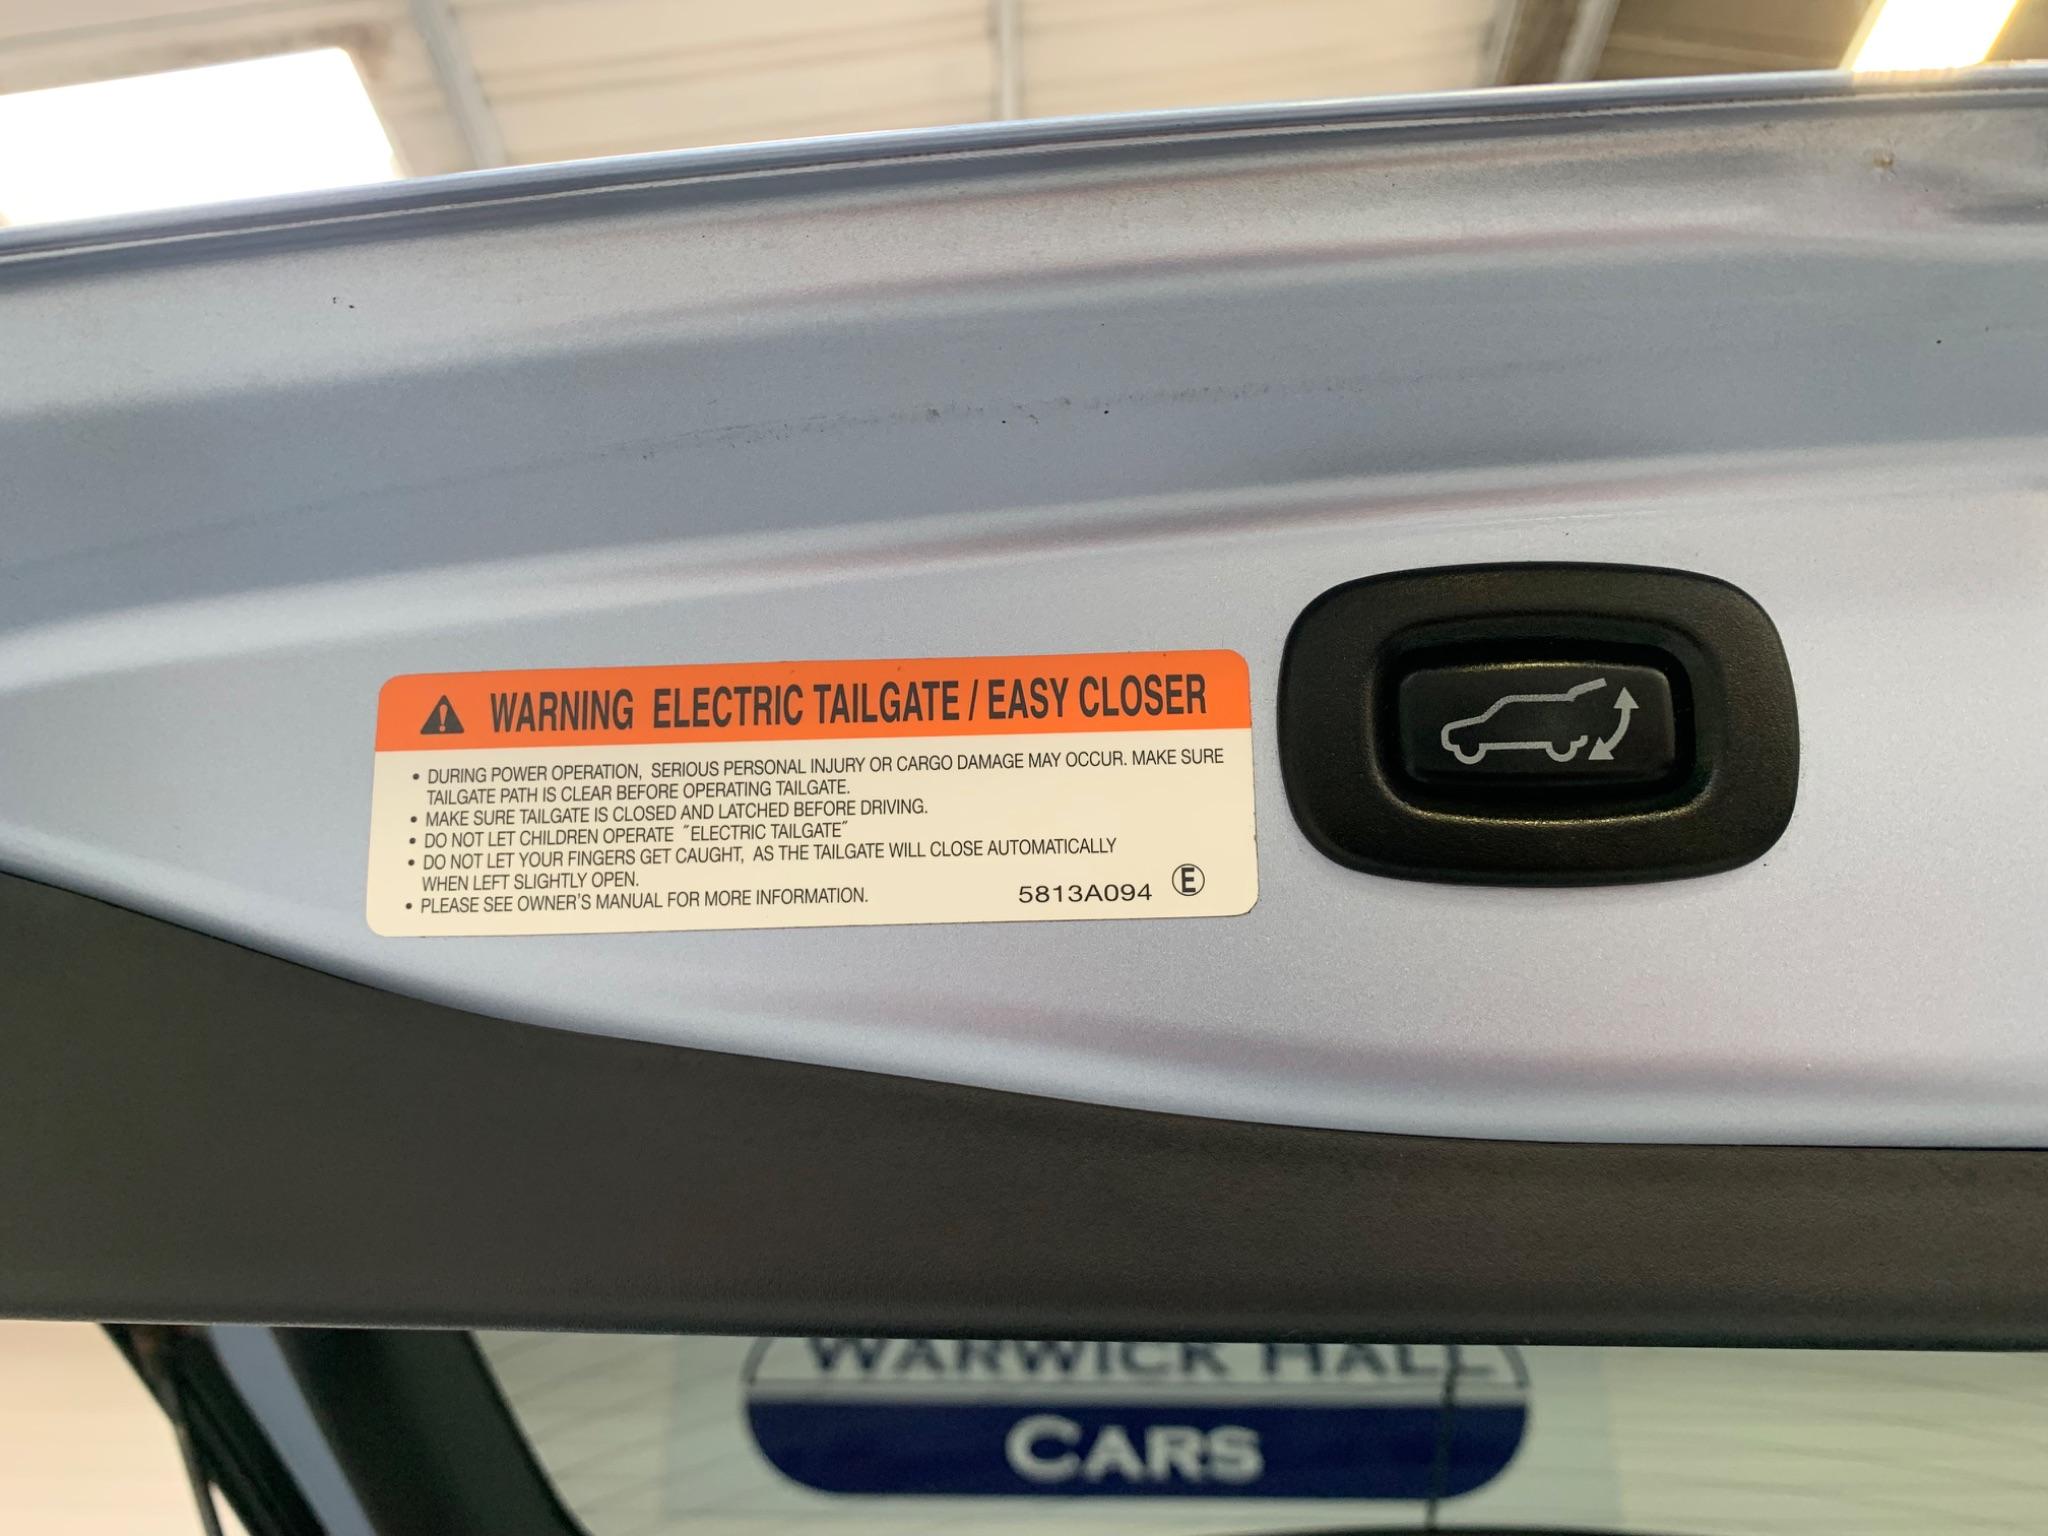 WARNING ELECTRIC TAILGATE / EASY CLOSER
• DURING POWER OPERATION, SERIOUS PERSONAL INJURY OR CARGO DAMAGE MAY OCCUR. MAKE SURE
TAILGATE PATH IS CLEAR BEFORE OPERATING TAILGATE.
• MAKE SURE TAILGATE IS CLOSED AND LATCHED BEFORE DRIVING.
• DO NOT LET CHILDREN OPERATE "ELECTRIC TAILGATE"
• DO NOT LET YOUR FINGERS GET CAUGHT, AS THE TAILGATE WILL CLOSE AUTOMATICALLY
WHEN LEFT SLIGHTLY OPEN.
• PLEASE SEE OWNER'S MANUAL FOR MORE INFORMATION.
5813A094 Ⓔ
WARWICK HALL
CARS